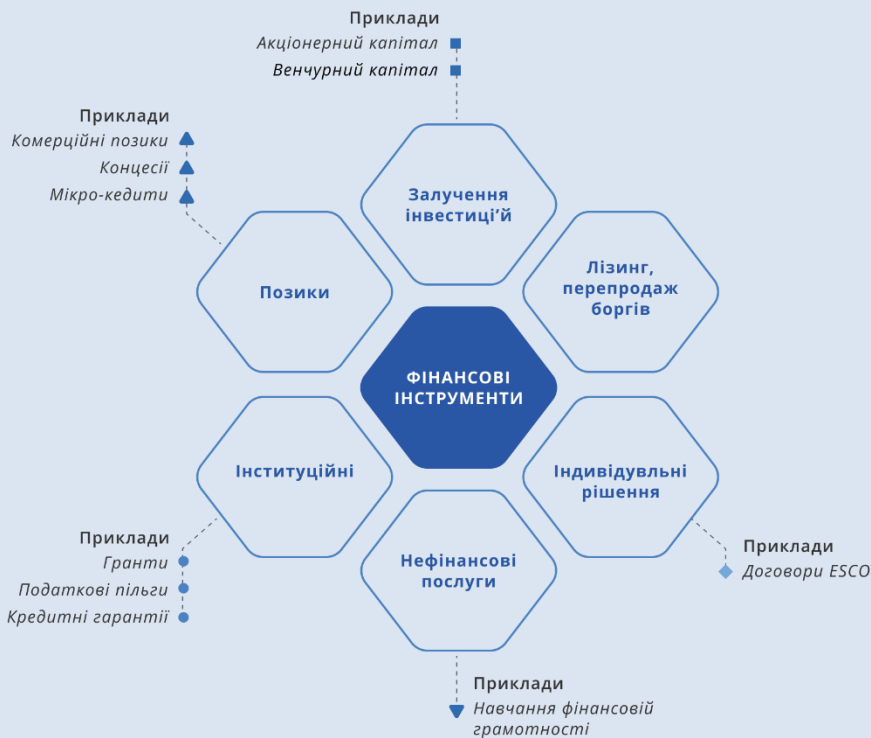 Приклади
Акціонерний капітал
Венчурний капітал
Приклади
Комерційні позики
Концесії
Мікро-кедити
Залучення
інвестиці’й
Позики
Лізинг,
перепродаж
боргів
ФІНАНСОВІ
ІНСТРУМЕНТИ
Інституційні
Індивідувльні
рішення
Нефінансові
послуги
Приклади
Гранти
Податкові пільги
Кредитні гарантії
Приклади
Договори ESCO
Приклади
Навчання фінансовій
грамотності